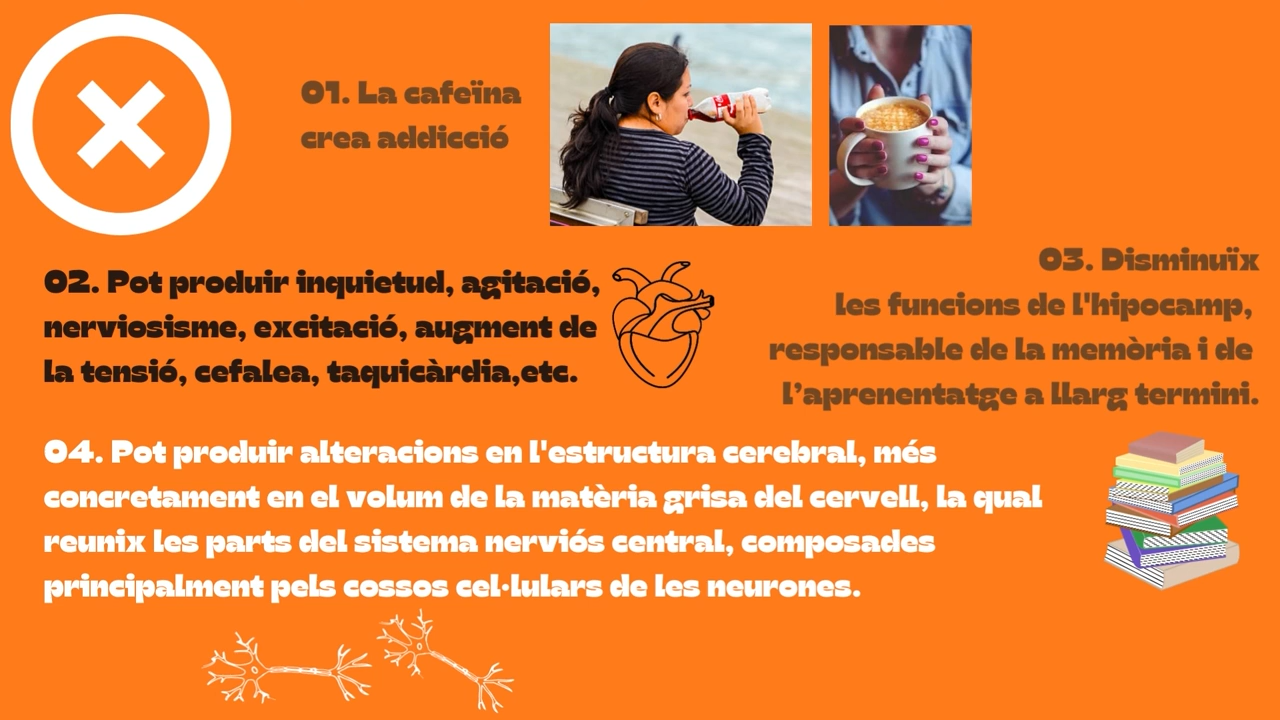 01. La cafeïna
crea addicció
02. Pot produir inquietud, agitació,
nerviosisme, excitació, augment de
la tensió, cefalea, taquicàrdia,etc.
03. Disminuïx
les funcions de l'hipocamp,
responsable de la memòria i de
l’aprenentatge a llarg termini.
04. Pot produir alteracions en l'estructura cerebral, més
concretament en el volum de la matèria grisa del cervell, la qual
reunix les parts del sistema nerviós central, composades
principalment pels cossos cel·lulars de les neurones.